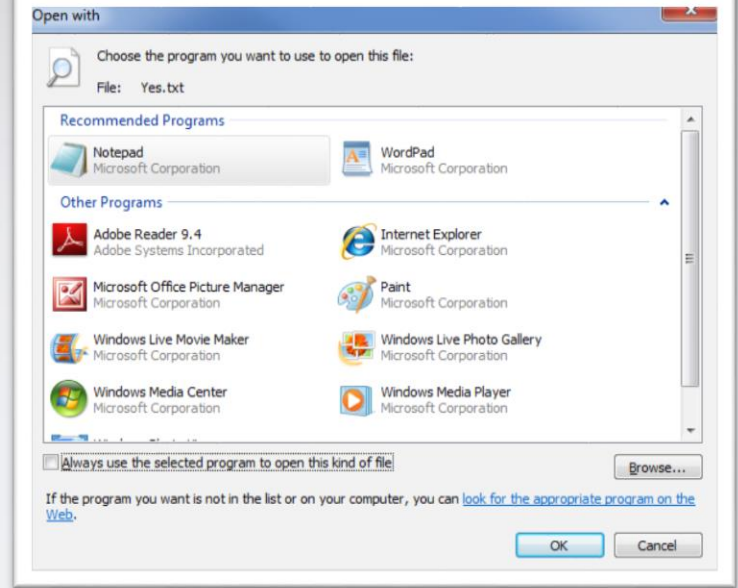 Open with
Choose the program you want to use to open this file:
File: Yes.txt
Recommended Programs
Notepad
Microsoft Corporation
WordPad
Microsoft Corporation
Other Programs
Adobe Reader 9.4
Adobe Systems Incorporated
Internet Explorer
Microsoft Corporation
Microsoft Office Picture Manager
Microsoft Corporation
Paint
Microsoft Corporation
Windows Live Movie Maker
Microsoft Corporation
Windows Live Photo Gallery
Microsoft Corporation
Windows Media Center
Microsoft Corporation
Windows Media Player
Microsoft Corporation
Always use the selected program to open this kind of file
Browse...
If the program you want is not in the list or on your computer, you can look for the appropriate program on the
Web.
OK
Cancel